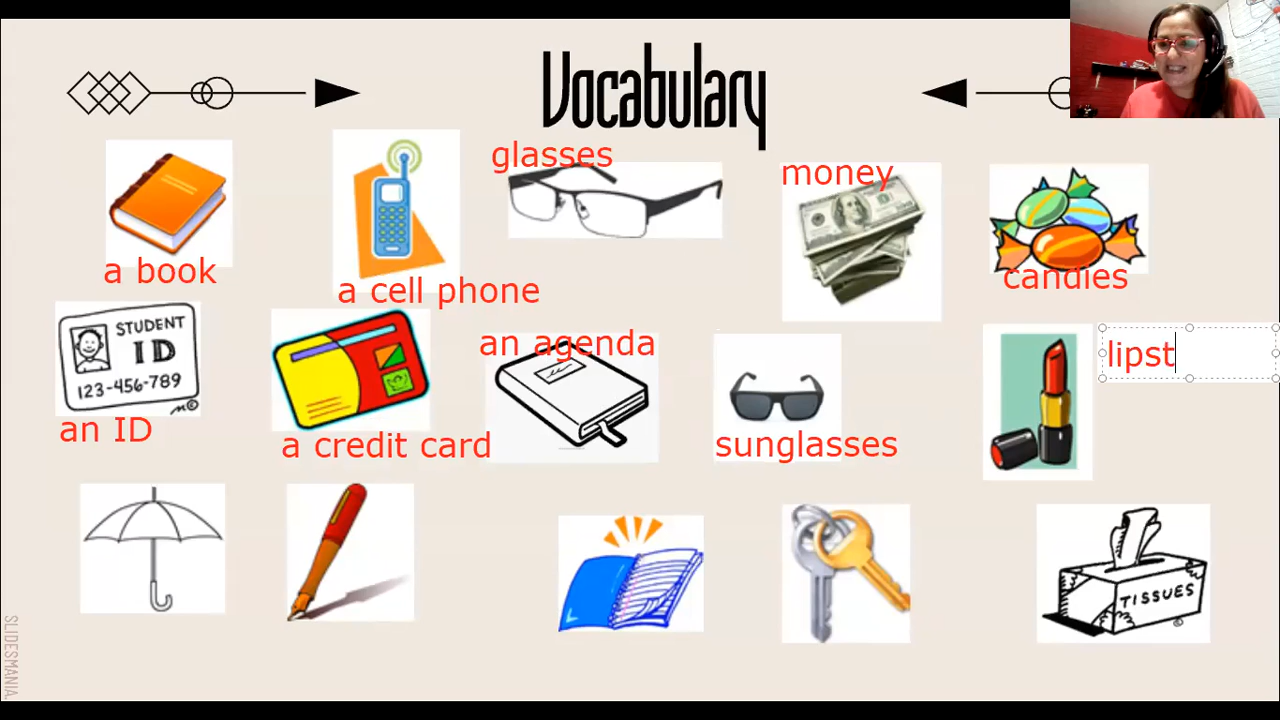 Vocabulary
glasses
money
a book
a cell phone
candies
STUDENT
ID
123-456-789
an ID
a credit card
an agenda
sunglasses
lipst
TISSUES
SLIDESMANIA.